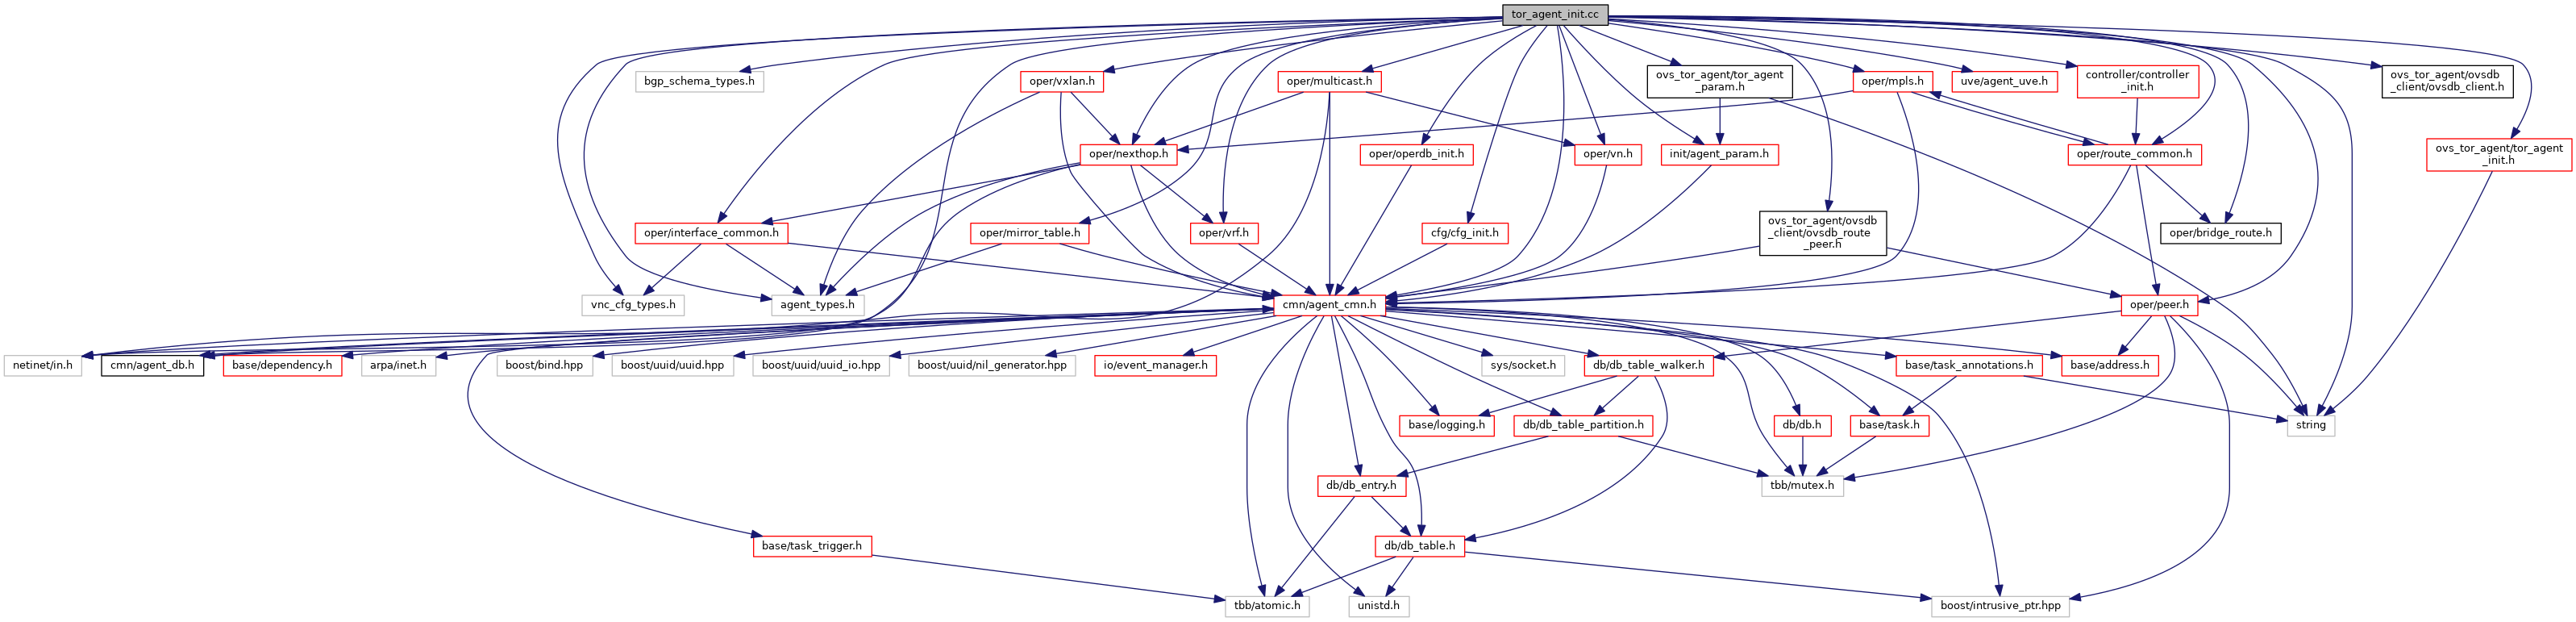 tor_agent_init.cc
bgp_schema_types.h
oper/vxlan.h
oper/multicast.h
ovs_tor_agent/tor_agent
_param.h
oper/mpls.h
uve/agent_uve.h
controller/controller
_init.h
ovs_tor_agent/ovsdb
_client/ovsdb_client.h
oper/nexthop.h
oper/operdb_init.h
oper/vn.h
init/agent_param.h
oper/route_common.h
ovs_tor_agent/tor_agent
_init.h
oper/interface_common.h
oper/mirror_table.h
oper/vrf.h
cfg/cfg_init.h
ovs_tor_agent/ovsdb
_client/ovsdb_route
_peer.h
oper/bridge_route.h
vnc_cfg_types.h
agent_types.h
cmn/agent_cmn.h
oper/peer.h
netinet/in.h
cmn/agent_db.h
base/dependency.h
arpa/inet.h
boost/bind.hpp
boost/uuid/uuid.hpp
boost/uuid/uuid_io.hpp
boost/uuid/nil_generator.hpp
io/event_manager.h
sys/socket.h
db/db_table_walker.h
base/task_annotations.h
base/address.h
base/logging.h
db/db_table_partition.h
db/db.h
base/task.h
string
db/db_entry.h
tbb/mutex.h
base/task_trigger.h
db/db_table.h
tbb/atomic.h
unistd.h
boost/intrusive_ptr.hpp